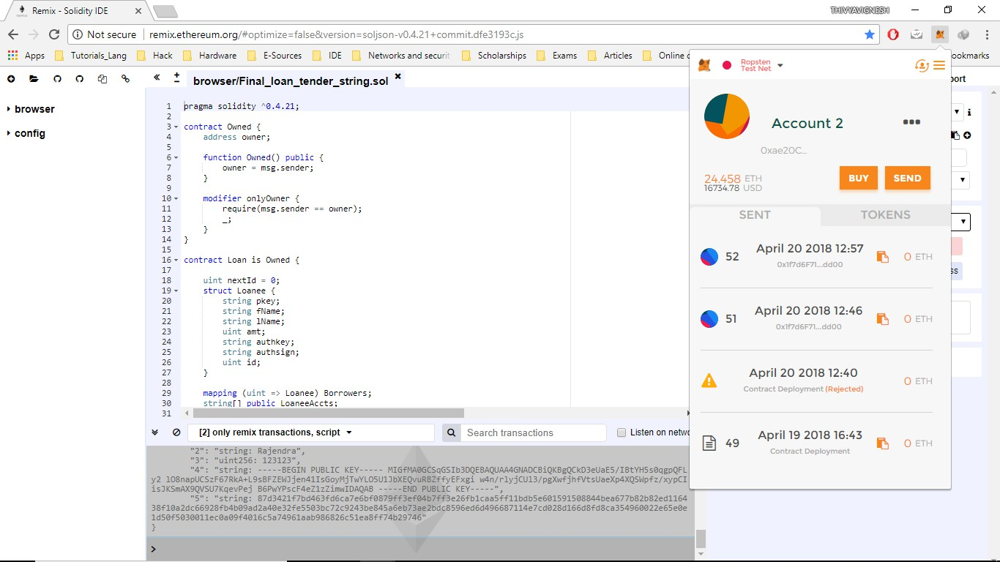 Remix - Solidity IDE
THIVYAVIGNESH
Not secure | remix.ethereum.org/#optimize=false&version=soljson-v0.4.21+commit.dfe3193c.js
Apps Tutorials_Lang Hack Hardware E-Sources IDE Networks and securit Scholarships Exams Articles Online ookmarks
browser/Final_loan_tender_string.sol
port
browser
config
1 pragma solidity ^0.4.21;
2
3 contract Owned {
4 address owner;
5
6 function Owned() public {
7 owner = msg.sender;
8 }
9
10 modifier onlyOwner {
11 require(msg.sender == owner);
12 _;
13 }
14 }
15
16 contract Loan is Owned {
17
18 uint nextId = 0;
19 struct Loanee {
20 string pkey;
21 string fName;
22 string lName;
23 uint amt;
24 string authkey;
25 string authsign;
26 uint id;
27 }
28
29 mapping (uint => Loanee) Borrowers;
30 string[] public LoaneeAccts;
31
[2] only remix transactions, script
Search transactions
Listen on netwo
"2": "string: Rajendra",
"3": "uint256: 123123",
"4": "string: -----BEGIN PUBLIC KEY----- MIGfMA0GCSqGSIb3DQEBAQUAA4GNADCBiQKBgQCkD3eUaE5/IBtYH5s0qgpQFL
y2 lO8napUCSzF67RkA+L9sBFZEWJjen41IsGoyMjTwYLO5U1JbXEQvuRBZffyEFxgi w4n/rlyjCUl3/pgXwfjhfVtsUaeXp4XQSWpfz/xypCI
isJKSmAX9QVSU7KqevPej B6PwYPscF4eZ1zZimwIDAQAB -----END PUBLIC KEY-----",
"5": "string: 87d3421f7bd463fd6ca7e6bf0879ff3ef04b7ff3e26fb1caa5ff11bdb5e601591508844bea677b82b82ed1164
38f10a2dc66928fb4b09ad2a40e32fe5503bc72c9243be845a6eb73ae2bdc8596ed6d496687114e7cd028d166d8fd8ca354960022e65e0e
1d50f5030011ec0a09f4016c5a74961aab986826c51ea8ff74b29746"
}
>
Ropsten
Test Net
Account 2
0xae20C...
24.458 ETH
16734.78 USD
BUY
SEND
SENT
TOKENS
52 April 20 2018 12:57 0 ETH
0x1f7d6F71...dd00
51 April 20 2018 12:46 0 ETH
0x1f7d6F71...dd00
April 20 2018 12:40 0 ETH
Contract Deployment (Rejected)
49 April 19 2018 16:43 0 ETH
Contract Deployment
ss